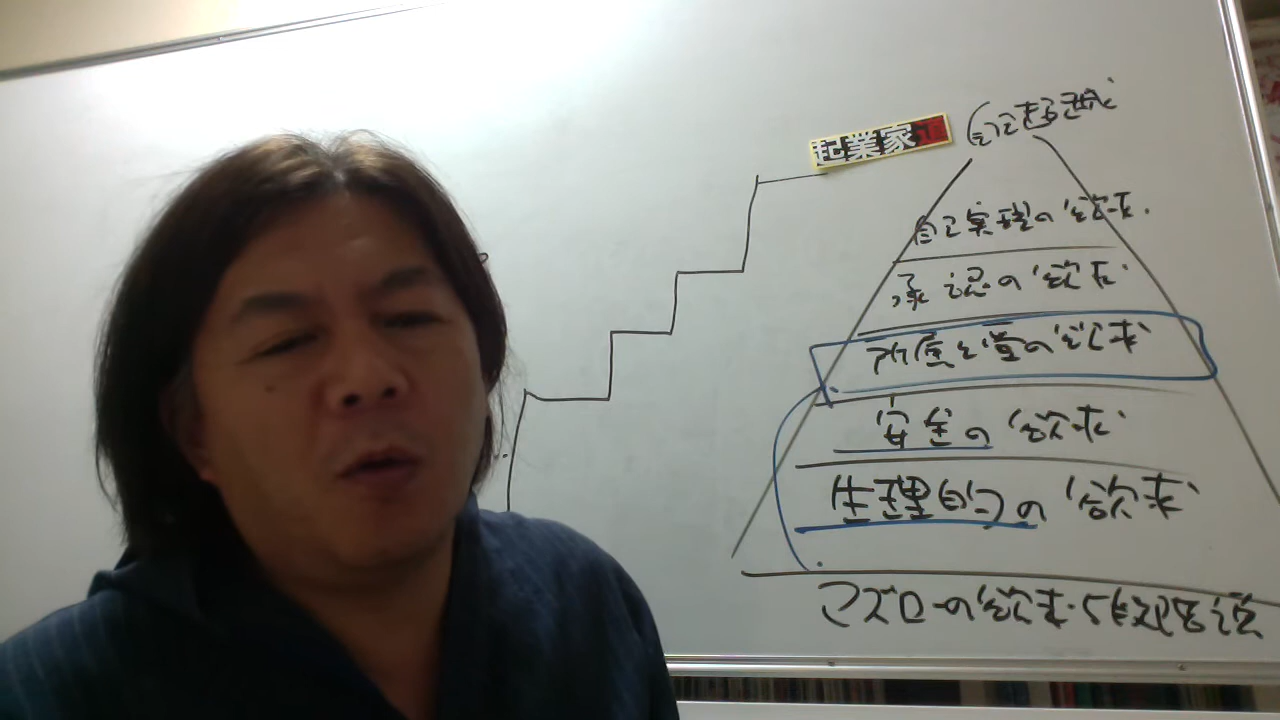 起業家
自己超越
自己実現の欲求
承認の欲求
所属と愛の欲求
安全の欲求
生理的の欲求
マズローの欲求5段階説